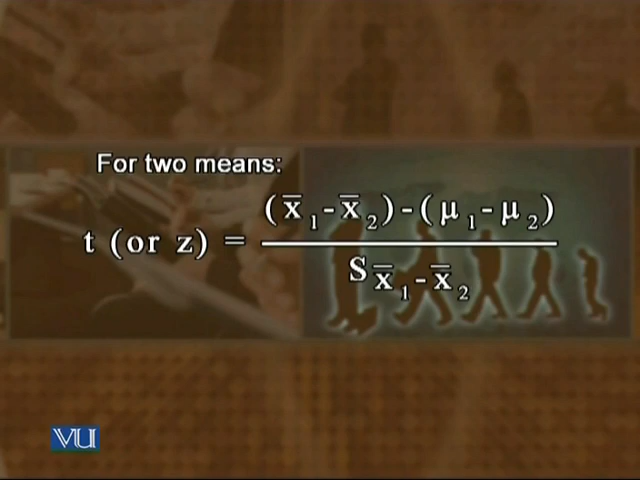 For two means:
t (or z) = (x̄₁-x̄₂)-(μ₁-μ₂) / S x̄₁-x̄₂
VU